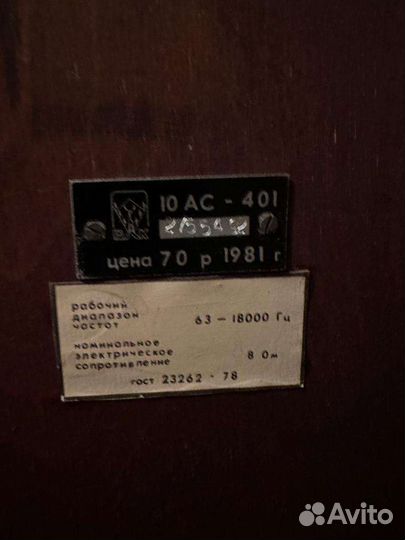 10 АС - 401
цена 70 р 1981 г
рабочий
диапазон
частот 63 - 18000 Гц
номинальное
электрическое
сопротивление 8 Ом
гост 23262 - 78
Avito